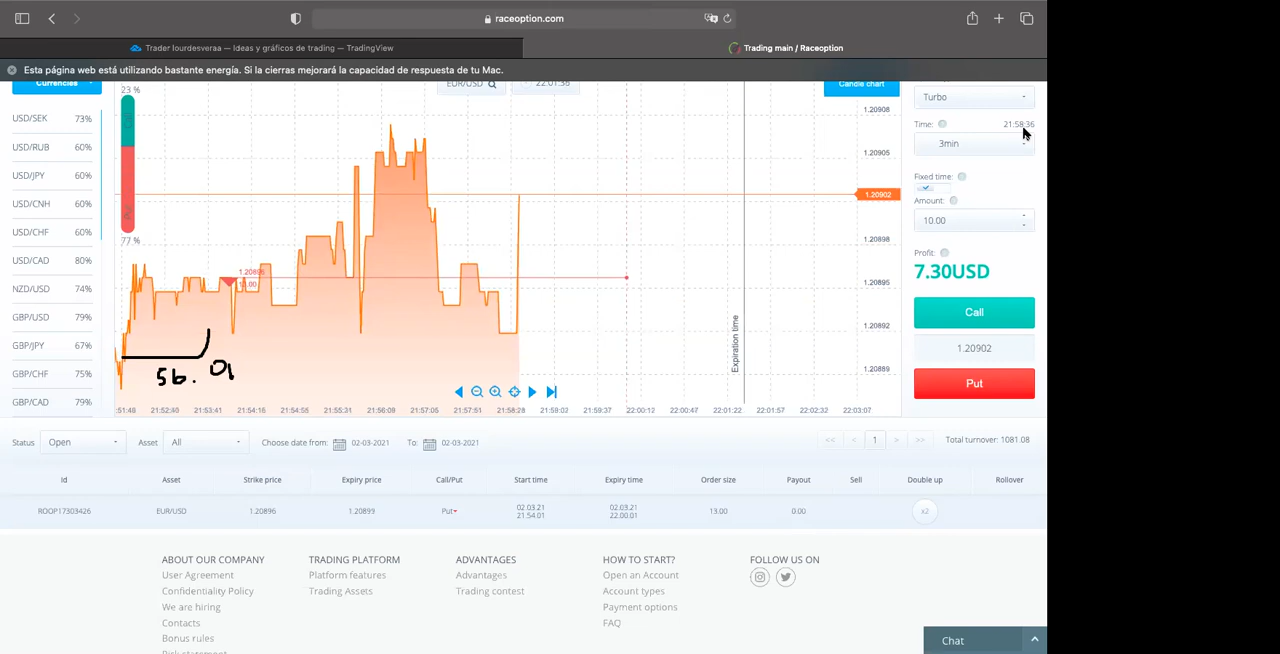 raceoption.com
Trader lourdesveraa — Ideas y gráficos de trading — TradingView
Trading main / Raceoption
Esta página web está utilizando bastante energía. Si la cierras mejorará la capacidad de respuesta de tu Mac.
Currencies
23 %
EUR/USD
22:01:36
Candle chart
Turbo
USD/SEK 73%
USD/RUB 60%
USD/JPY 60%
USD/CNH 60%
USD/CHF 60%
USD/CAD 80%
NZD/USD 74%
GBP/USD 79%
GBP/JPY 67%
GBP/CHF 75%
GBP/CAD 79%
77 %
1.20896
13.00
56. 01
1.20908
1.20905
1.20902
1.20898
1.20895
1.20892
1.20889
Expiration time
:51:46 21:52:40 21:53:41 21:54:16 21:54:55 21:55:31 21:56:09 21:57:05 21:57:51 21:58:28 21:59:02 21:59:37 22:00:12 22:00:47 22:01:22 22:01:57 22:02:32 22:03:07
Time: 21:58:36
3min
Fixed time:
Amount:
10.00
Profit:
7.30USD
Call
1.20902
Put
Status Open Asset All Choose date from: 02-03-2021 To: 02-03-2021 << < 1 > >> Total turnover: 1081.08
Id Asset Strike price Expiry price Call/Put Start time Expiry time Order size Payout Sell Double up Rollover
ROOP17303426 EUR/USD 1.20896 1.20899 Put 02.03.21 21.54.01 02.03.21 22.00.01 13.00 0.00 x2
ABOUT OUR COMPANY
User Agreement
Confidentiality Policy
We are hiring
Contacts
Bonus rules
Risk statement
TRADING PLATFORM
Platform features
Trading Assets
ADVANTAGES
Advantages
Trading contest
HOW TO START?
Open an Account
Account types
Payment options
FAQ
FOLLOW US ON
Chat